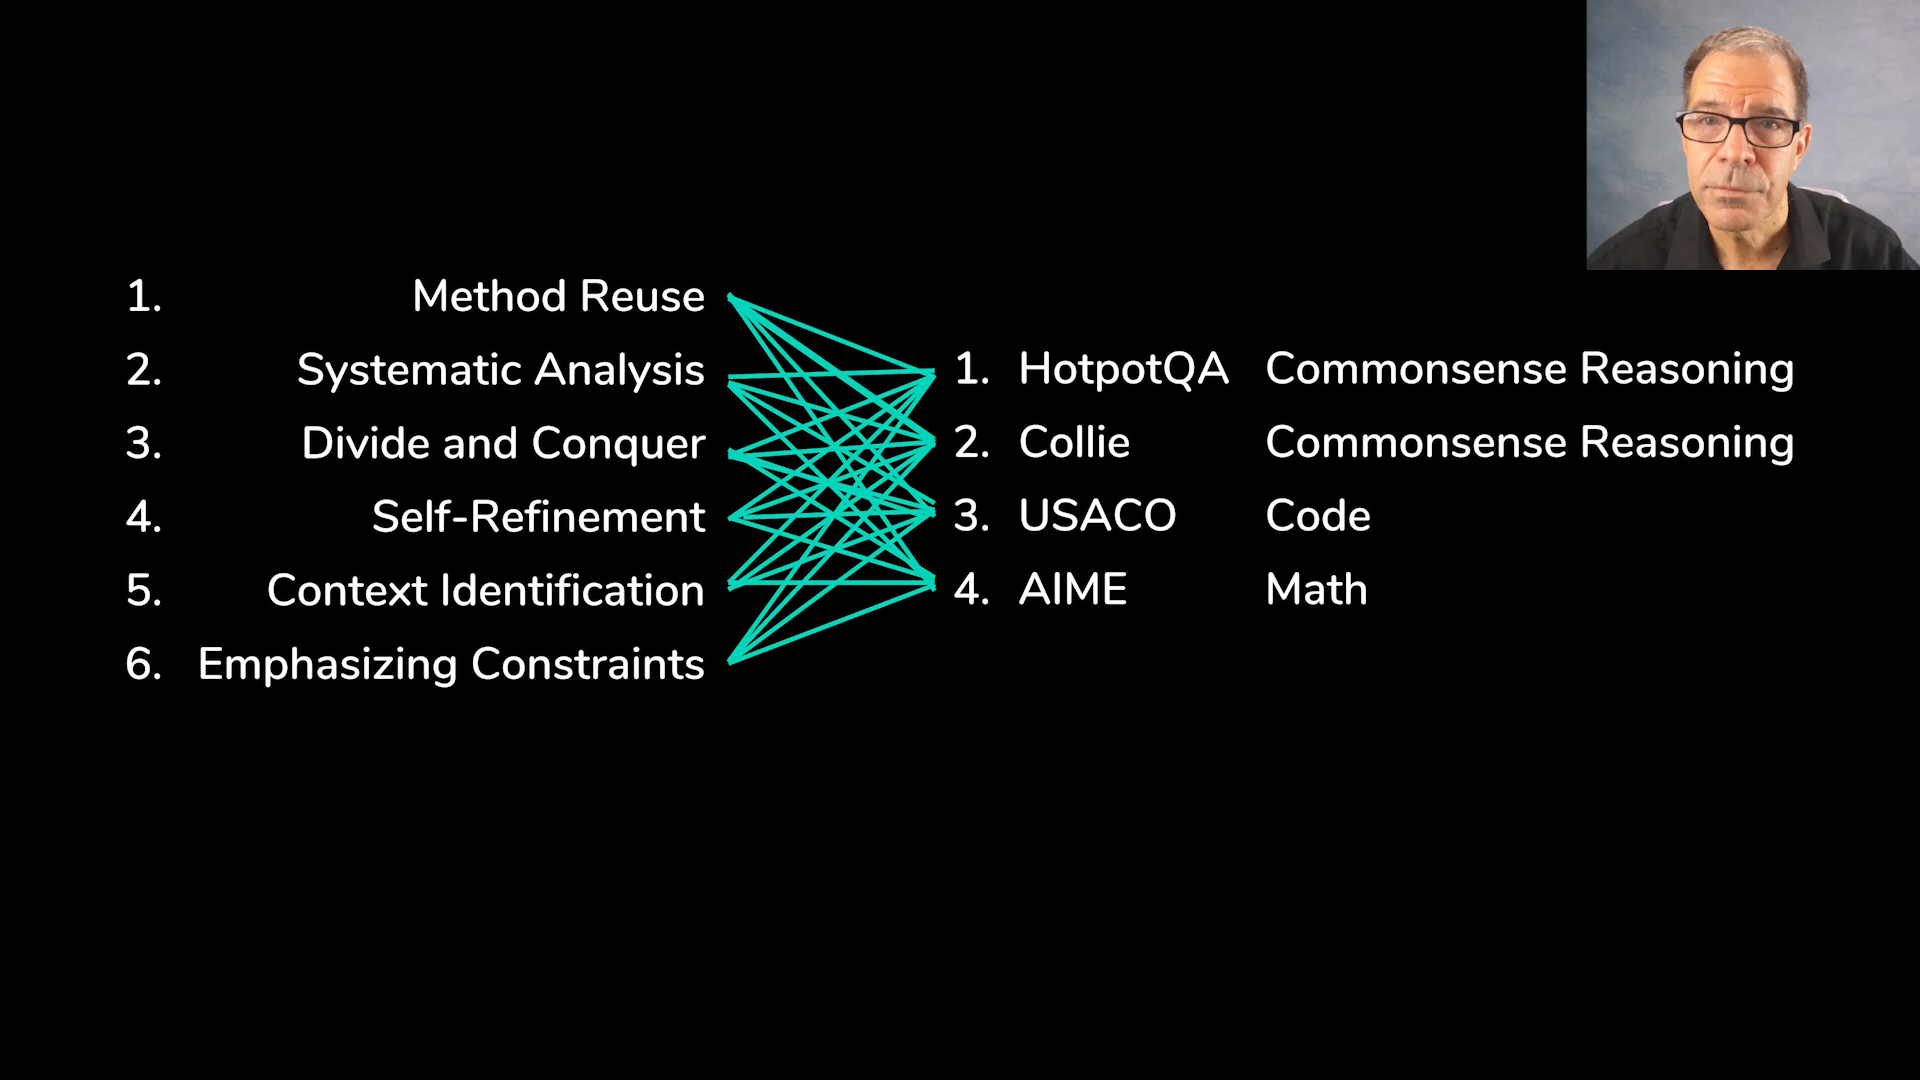 1. Method Reuse
2. Systematic Analysis
3. Divide and Conquer
4. Self-Refinement
5. Context Identification
6. Emphasizing Constraints
1. HotpotQA Commonsense Reasoning
2. Collie Commonsense Reasoning
3. USACO Code
4. AIME Math